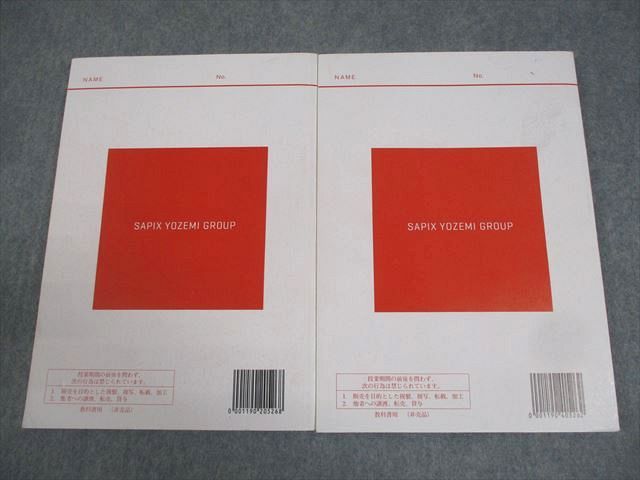 NAME No.
SAPIX YOZEMI GROUP
授業期間の前後を問わず、
次の行為は禁じられています。
1. 販売を目的とした複製、複写、転載、加工
2. 他者への譲渡、転売、貸与
教科書用 （非売品）
0 001190 205268
NAME No.
SAPIX YOZEMI GROUP
授業期間の前後を問わず、
次の行為は禁じられています。
1. 販売を目的とした複製、複写、転載、加工
2. 他者への譲渡、転売、貸与
教科書用 （非売品）